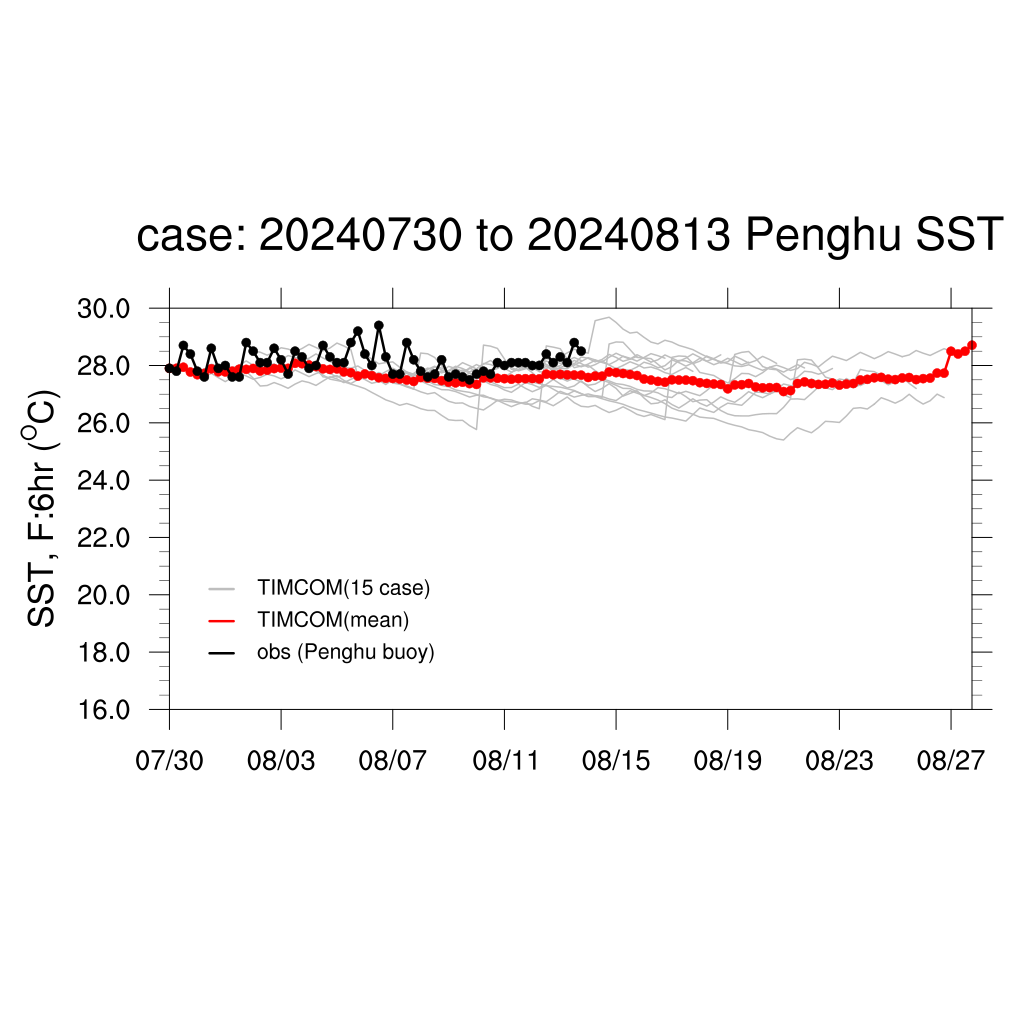 case: 20240730 to 20240813 Penghu SST
SST, F:6hr (°C)
30.0
28.0
26.0
24.0
22.0
20.0
18.0
16.0
TIMCOM(15 case)
TIMCOM(mean)
obs (Penghu buoy)
07/30 08/03 08/07 08/11 08/15 08/19 08/23 08/27